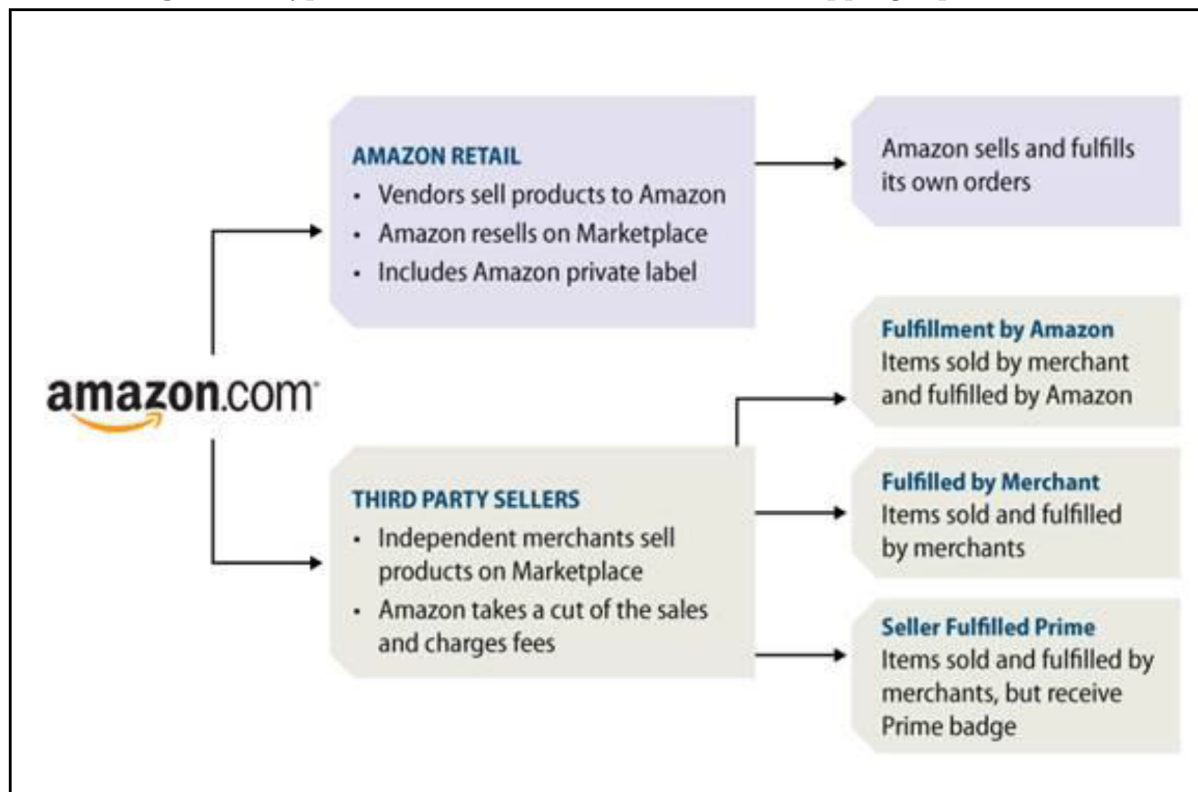 AMAZON RETAIL
• Vendors sell products to Amazon
• Amazon resells on Marketplace
• Includes Amazon private label
Amazon sells and fulfills
its own orders
amazon.com
Fulfillment by Amazon
Items sold by merchant
and fulfilled by Amazon
THIRD PARTY SELLERS
• Independent merchants sell
products on Marketplace
• Amazon takes a cut of the sales
and charges fees
Fulfilled by Merchant
Items sold and fulfilled
by merchants
Seller Fulfilled Prime
Items sold and fulfilled by
merchants, but receive
Prime badge